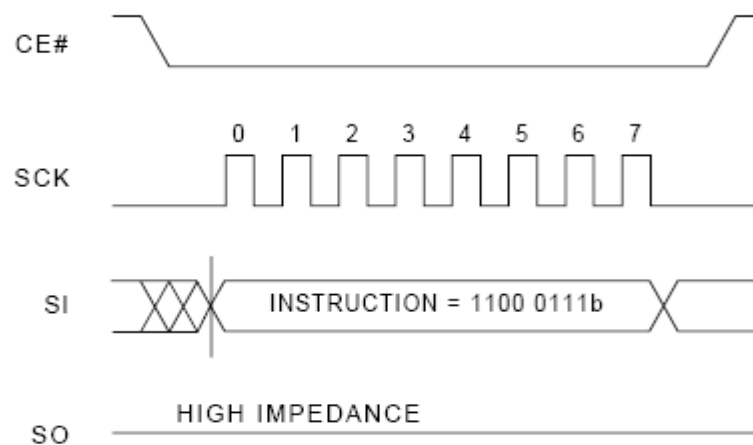 CE#
0 1 2 3 4 5 6 7
SCK
SI
INSTRUCTION = 1100 0111b
HIGH IMPEDANCE
SO